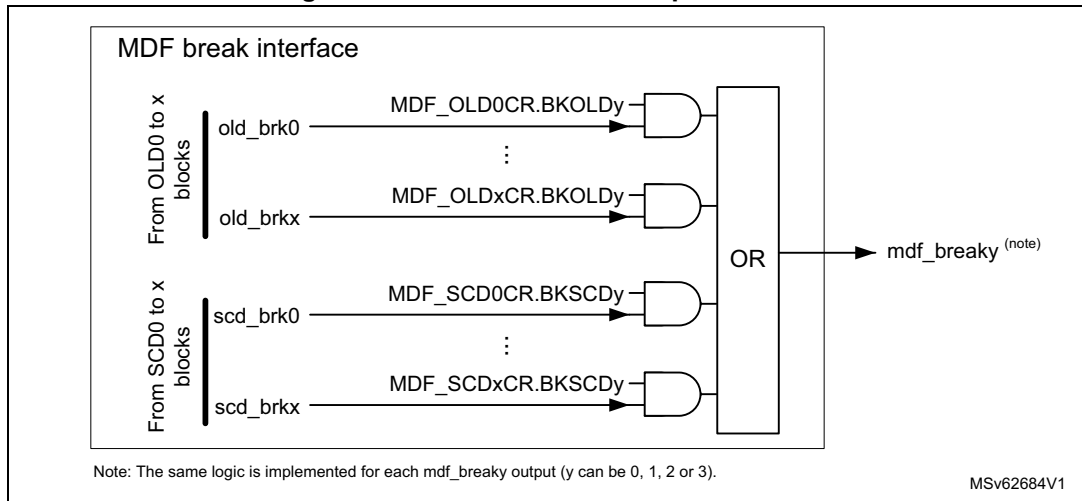 MDF break interface
From OLD0 to x
blocks
old_brk0
MDF_OLD0CR.BKOLDy
...
old_brkx
MDF_OLDxCR.BKOLDy
From SCD0 to x
blocks
scd_brk0
MDF_SCD0CR.BKSCDy
...
scd_brkx
MDF_SCDxCR.BKSCDy
OR
mdf_breaky (note)
Note: The same logic is implemented for each mdf_breaky output (y can be 0, 1, 2 or 3).
MSv62684V1